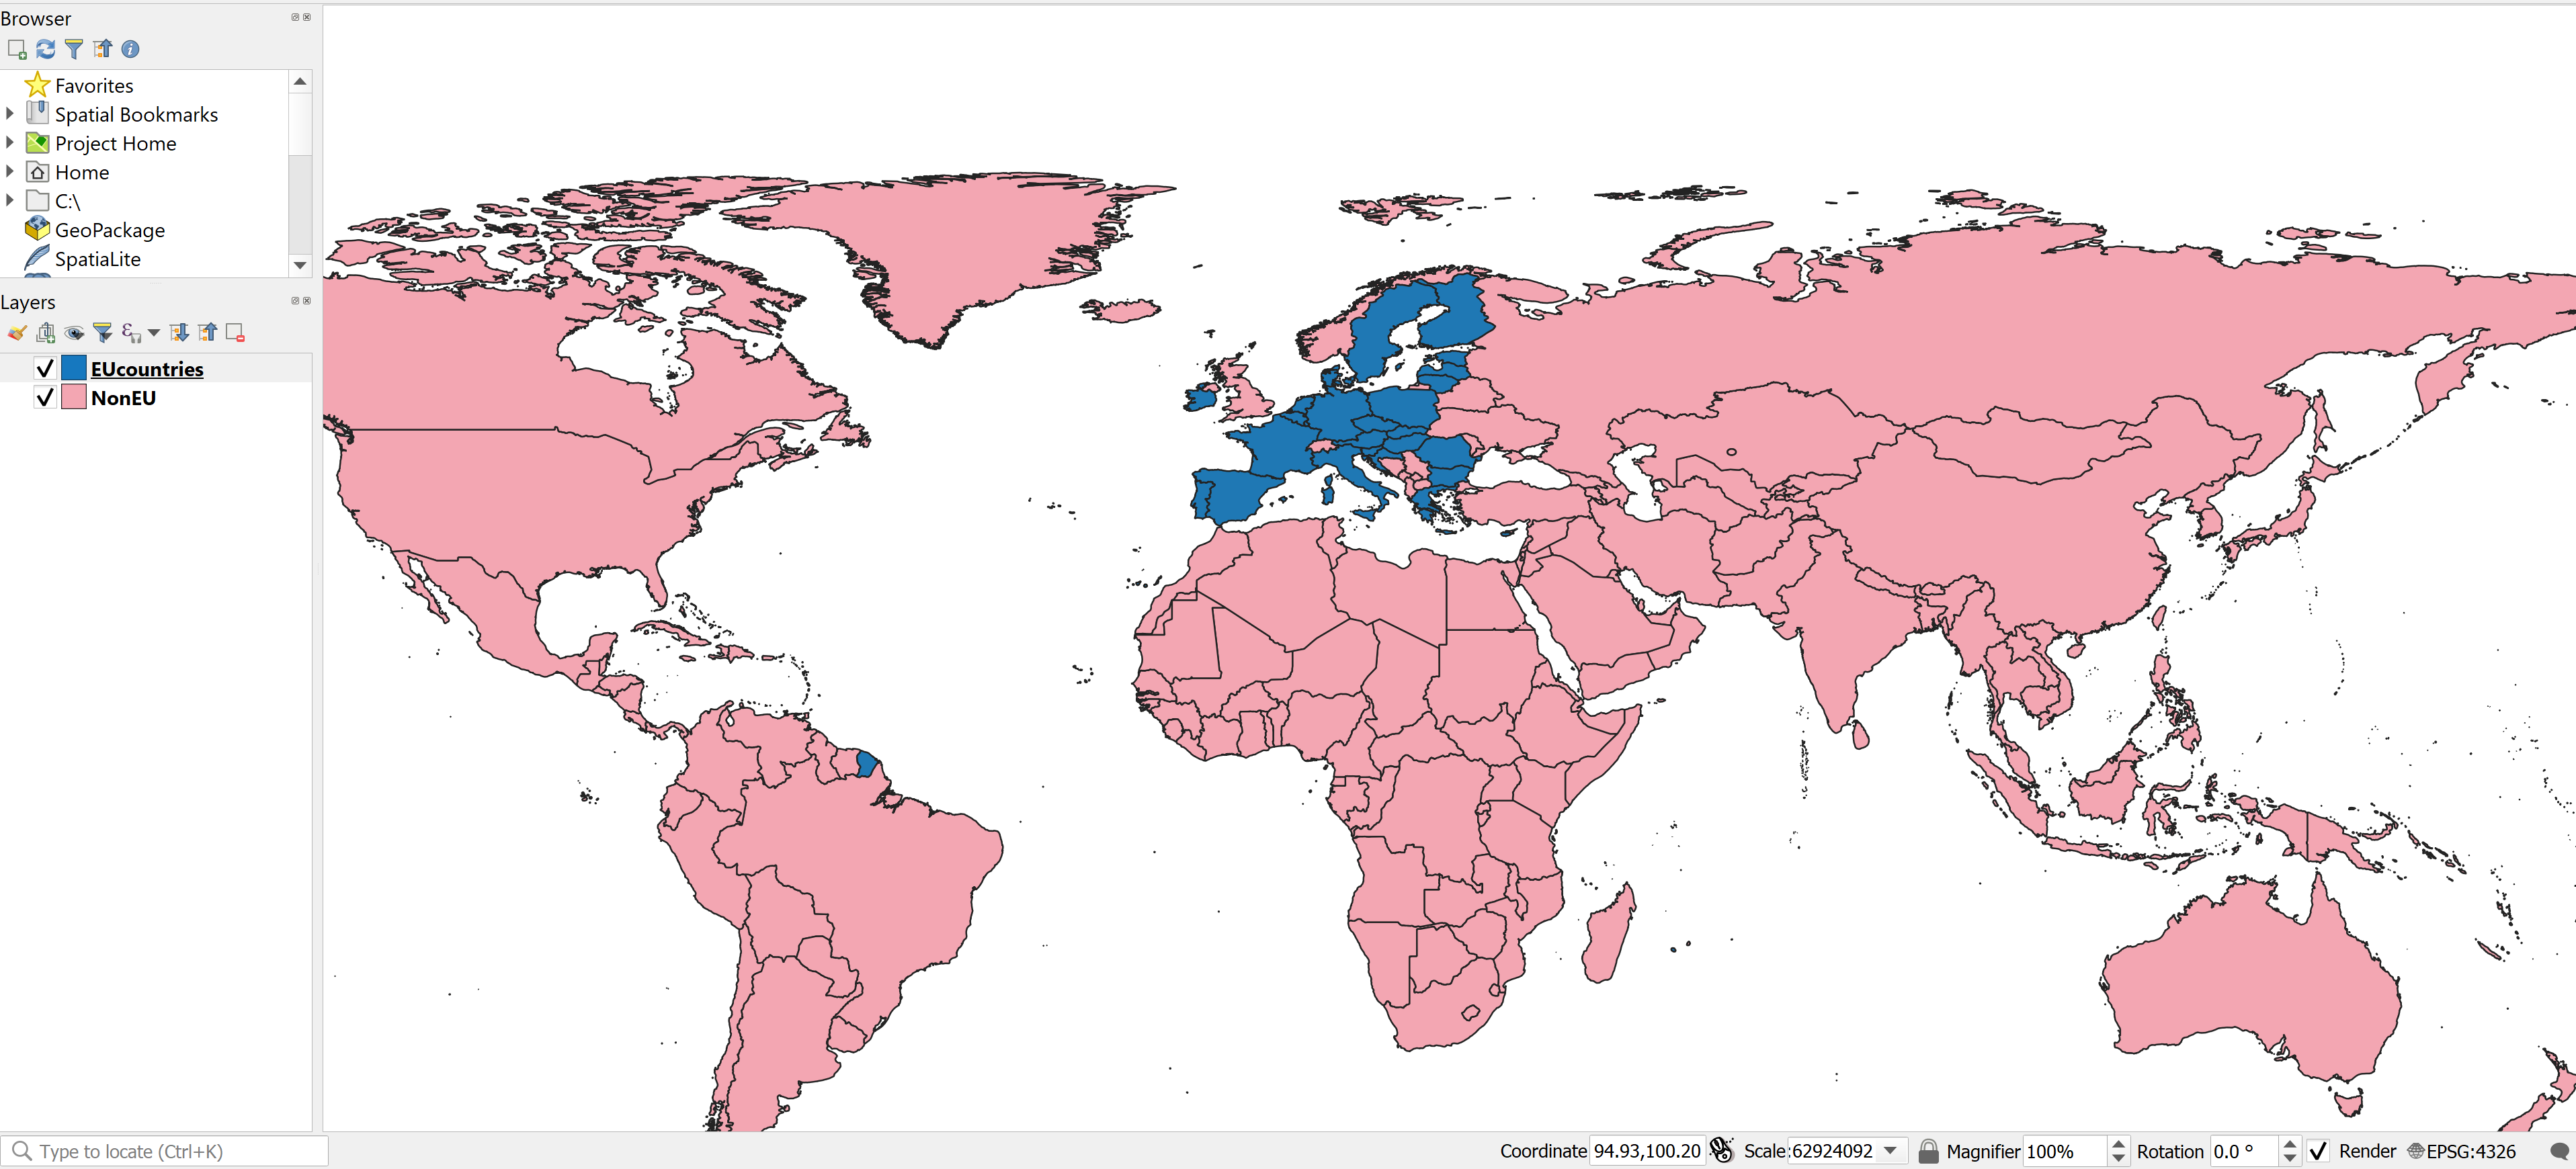 Browser
Favorites
Spatial Bookmarks
Project Home
Home
C:\
GeoPackage
SpatiaLite
Layers
EUcountries
NonEU
Type to locate (Ctrl+K)
Coordinate 94.93,100.20 Scale :62924092 Magnifier 100% Rotation 0.0 ° Render EPSG:4326